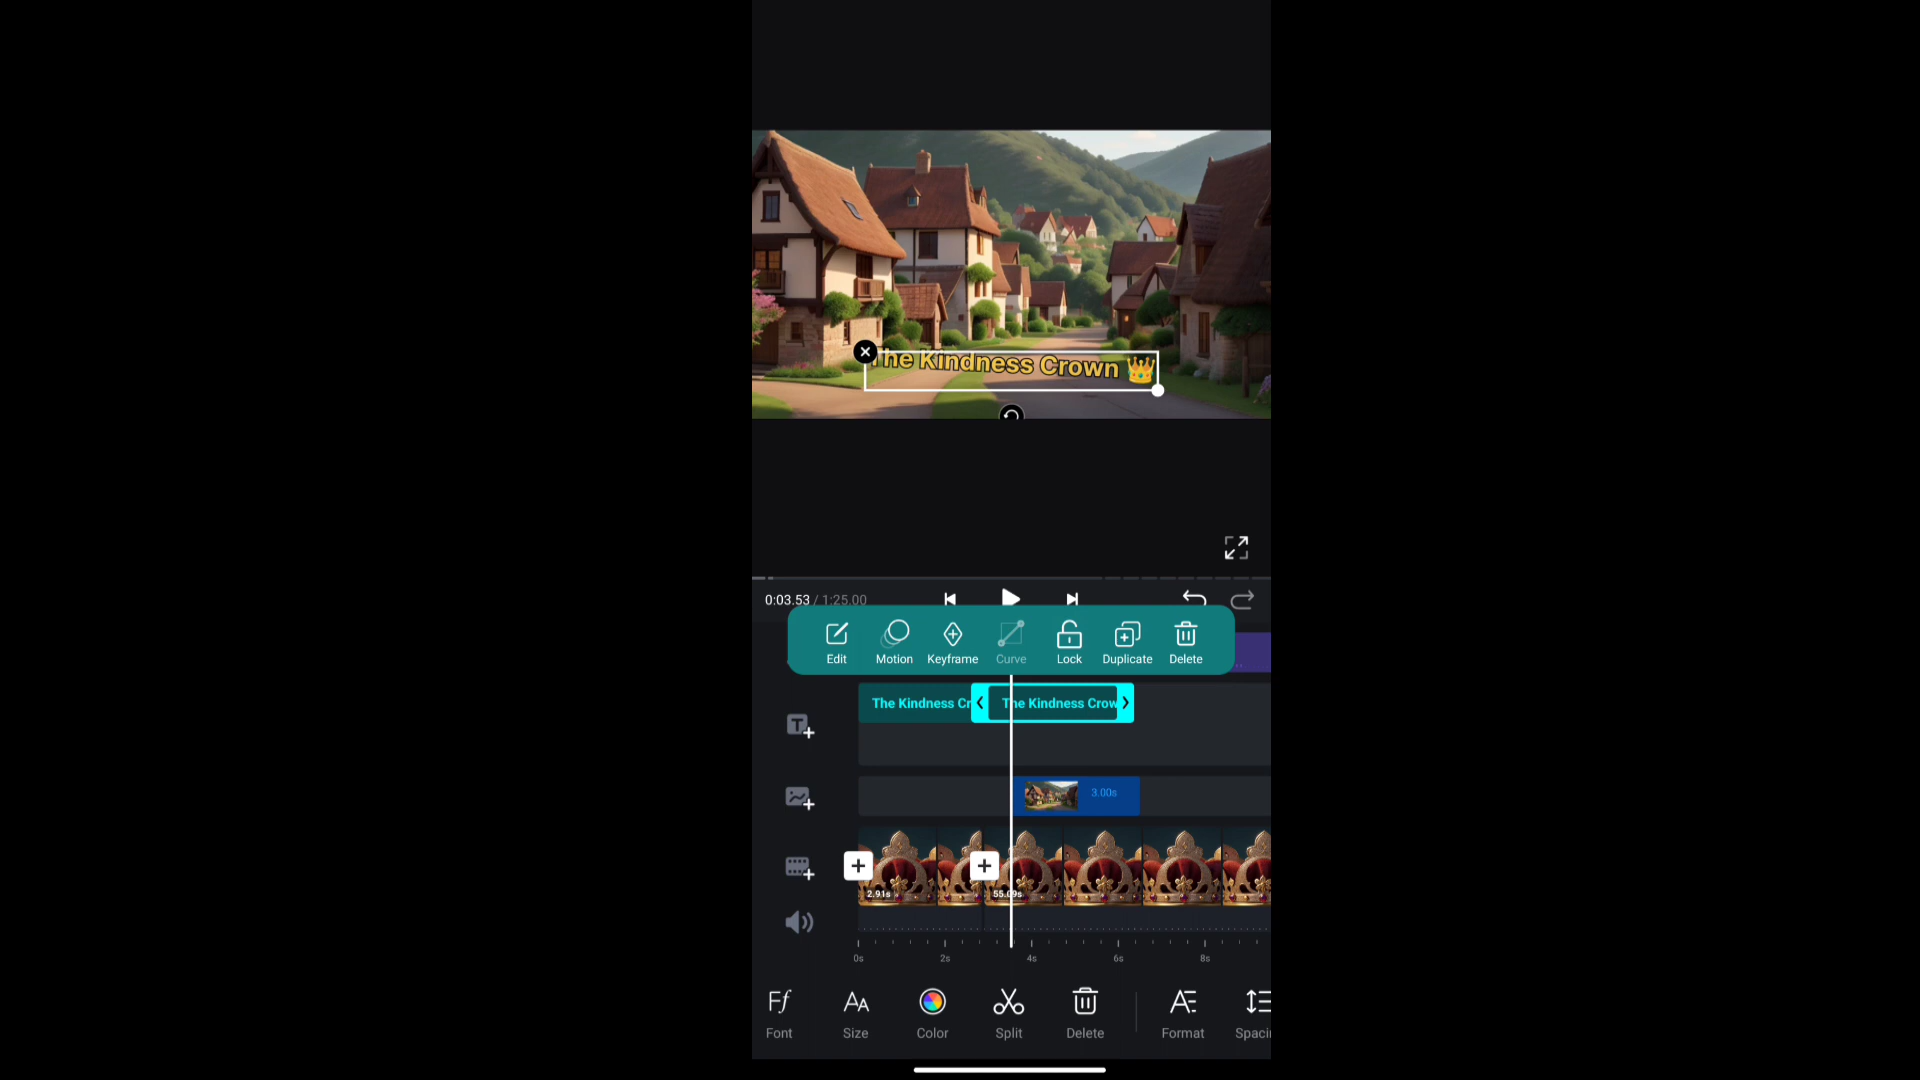 The Kindness Crown 👑
0:03.53 / 1:25.00
Edit
Motion
Keyframe
Curve
Lock
Duplicate
Delete
The Kindness Cr
The Kindness Crow
3.00s
2.91s
55.09s
0s
2s
4s
6s
8s
Font
Size
Color
Split
Delete
Format
Spaci